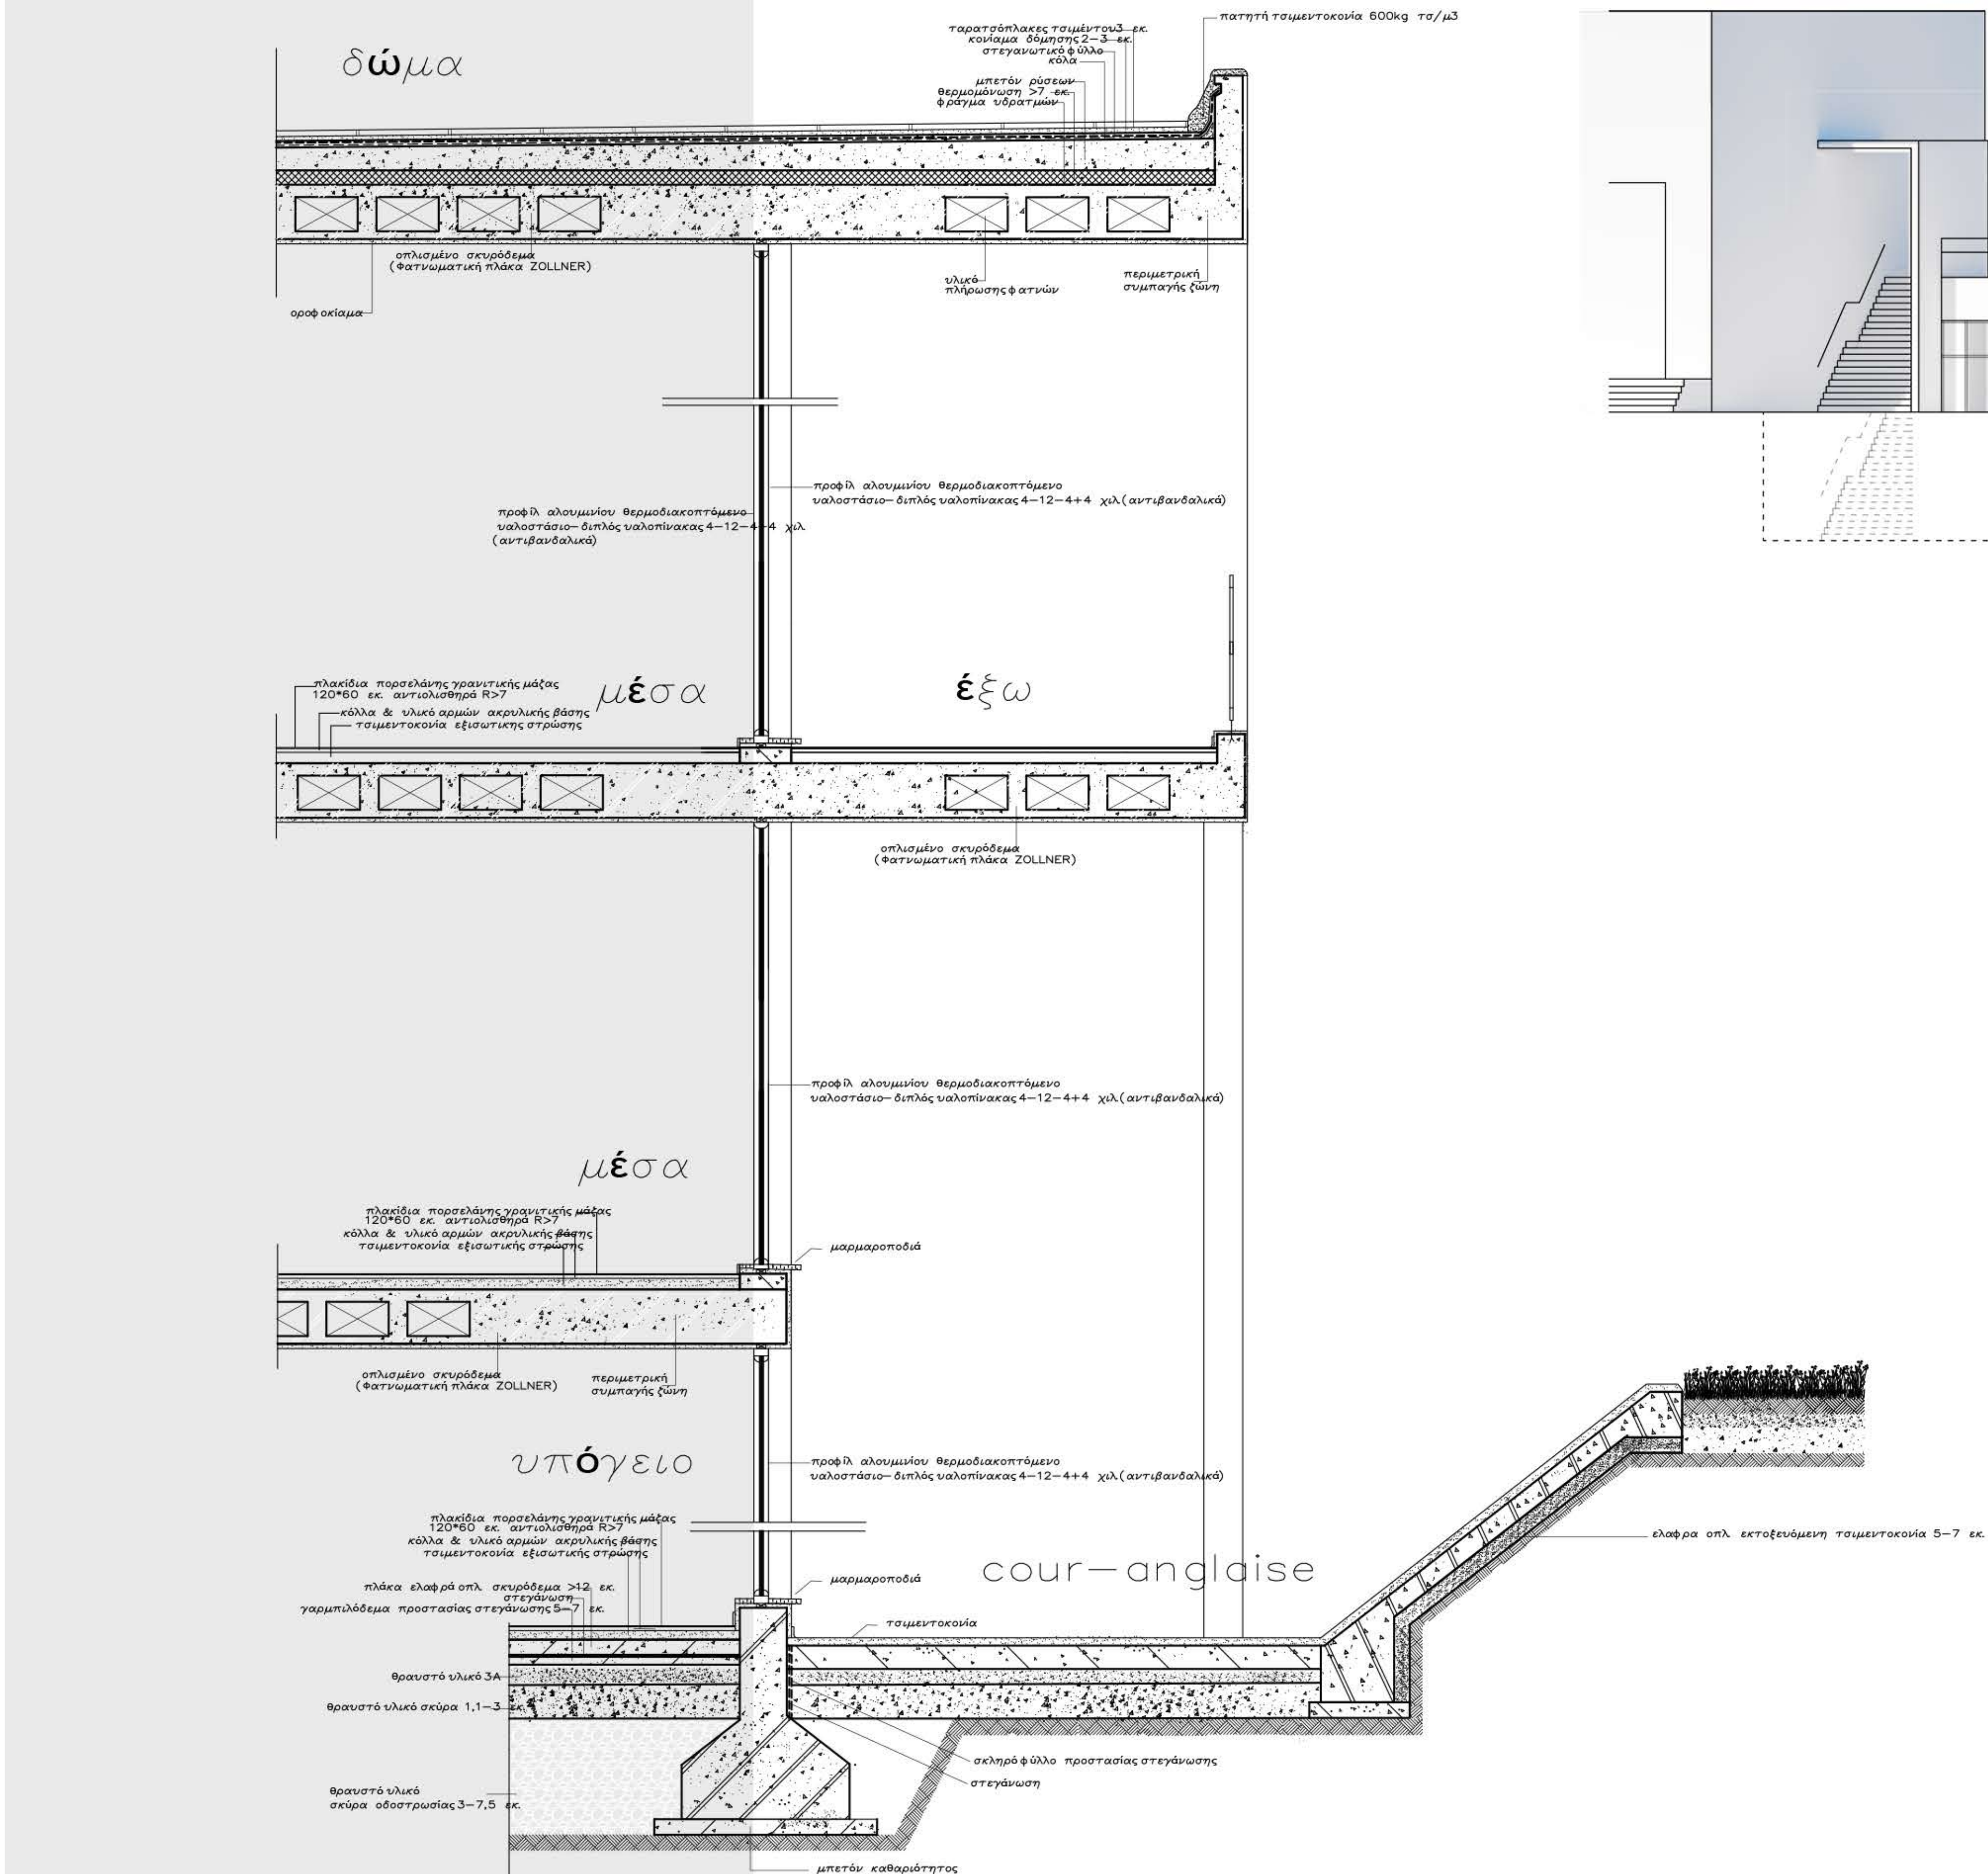 πατητή τσιμεντοκονία 600kg τσ/μ3
ταρατσόπλακες τσιμέντου3 εκ.
κονίαμα δόμησης 2-3 εκ.
στεγανωτικό φύλλο
κόλα
δώμα
μπετόν ρύσεων
θερμομόνωση >7 εκ.
φράγμα υδρατμών
οπλισμένο σκυρόδεμα
(Φατνωματική πλάκα ZOLLNER)
οροφοκίαμα
υλικό
πλήρωσης φατνών
περιμετρική
συμπαγής ζώνη
προφίλ αλουμινίου θερμοδιακοπτόμενο
υαλοστάσιο-διπλός υαλοπίνακας 4-12-4+4 χιλ.(αντιβανδαλικά)
προφίλ αλουμινίου θερμοδιακοπτόμενο
υαλοστάσιο-διπλός υαλοπίνακας 4-12-4+4 χιλ.
(αντιβανδαλικά)
πλακίδια πορσελάνης γρανιτικής μάζας
120*60 εκ. αντιολισθηρά R>7
κόλλα & υλικό αρμών ακρυλικής βάσης
τσιμεντοκονία εξισωτικης στρώσης
μέσα
έξω
οπλισμένο σκυρόδεμα
(Φατνωματική πλάκα ZOLLNER)
προφίλ αλουμινίου θερμοδιακοπτόμενο
υαλοστάσιο-διπλός υαλοπίνακας 4-12-4+4 χιλ.(αντιβανδαλικά)
μέσα
πλακίδια πορσελάνης γρανιτικής μάζας
120*60 εκ. αντιολισθηρά R>7
κόλλα & υλικό αρμών ακρυλικής βάσης
τσιμεντοκονία εξισωτικής στρώσης
μαρμαροποδιά
οπλισμένο σκυρόδεμα
(Φατνωματική πλάκα ZOLLNER)
περιμετρική
συμπαγής ζώνη
υπόγειο
προφίλ αλουμινίου θερμοδιακοπτόμενο
υαλοστάσιο-διπλός υαλοπίνακας 4-12-4+4 χιλ.(αντιβανδαλικά)
πλακίδια πορσελάνης γρανιτικής μάζας
120*60 εκ. αντιολισθηρά R>7
κόλλα & υλικό αρμών ακρυλικής βάσης
τσιμεντοκονία εξισωτικής στρώσης
ελαφρα οπλ. εκτοξευόμενη τσιμεντοκονία 5-7 εκ.
cour-anglaise
μαρμαροποδιά
πλάκα ελαφρά οπλ. σκυρόδεμα >12 εκ.
στεγάνωση
γαρμπιλόδεμα προστασίας στεγάνωσης 5-7 εκ.
τσιμεντοκονία
θραυστό υλικό 3Α
θραυστό υλικό σκύρα 1,1-3 εκ.
σκληρό φύλλο προστασίας στεγάνωσης
στεγάνωση
θραυστό υλικό
σκύρα οδοστρωσίας 3-7,5 εκ.
μπετόν καθαριότητος